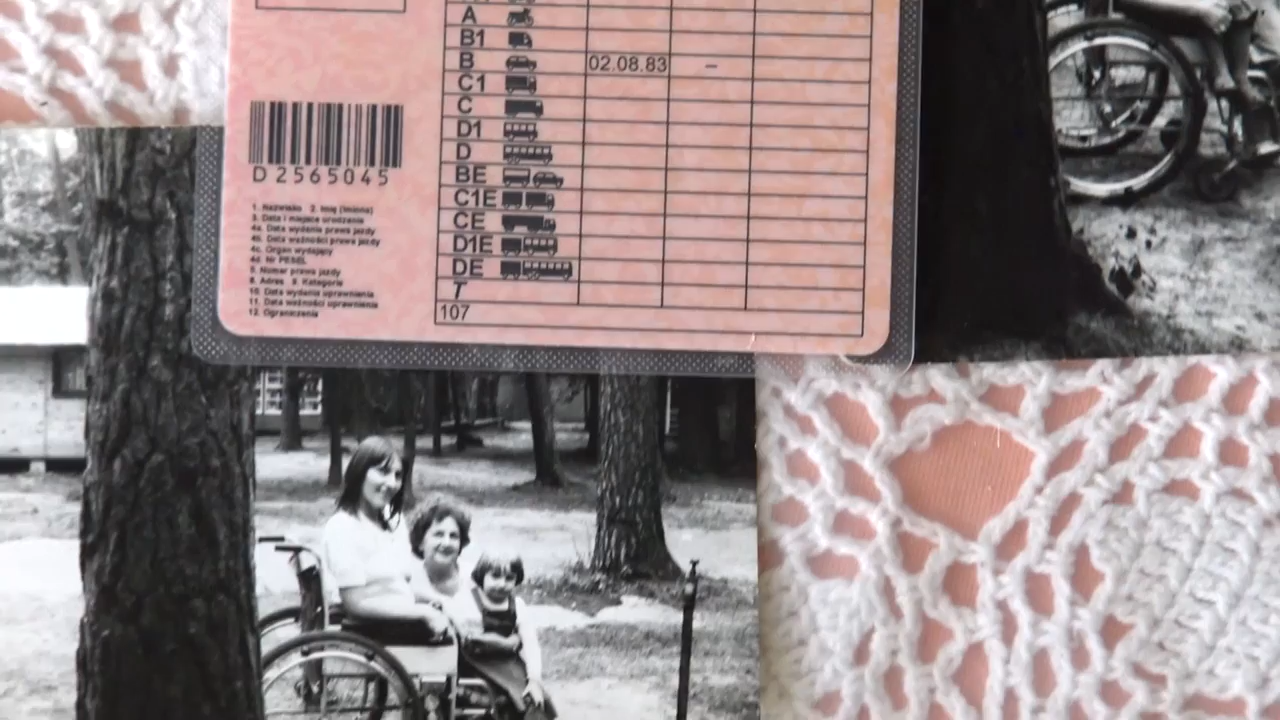 A
B1
B 02.08.83 –
C1
C
D1
D
BE
C1E
CE
D1E
DE
T
107
D2565045
1. Nazwisko 2. Imię (imiona)
3. Data i miejsce urodzenia
4a. Data wydania prawa jazdy
4b. Data ważności prawa jazdy
4c. Organ wydający
4d. Nr PESEL
5. Numer prawa jazdy
8. Adres 9. Kategorie
10. Data wydania uprawnienia
11. Data ważności uprawnienia
12. Ograniczenia